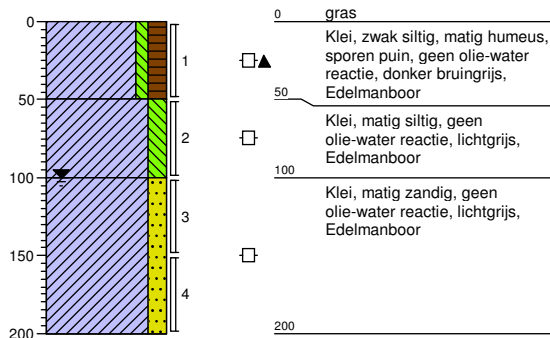 0
50
100
150
200
1
2
3
4
0 gras
Klei, zwak siltig, matig humeus,
sporen puin, geen olie-water
reactie, donker bruingrijs,
Edelmanboor
50
Klei, matig siltig, geen
olie-water reactie, lichtgrijs,
Edelmanboor
100
Klei, matig zandig, geen
olie-water reactie, lichtgrijs,
Edelmanboor
200